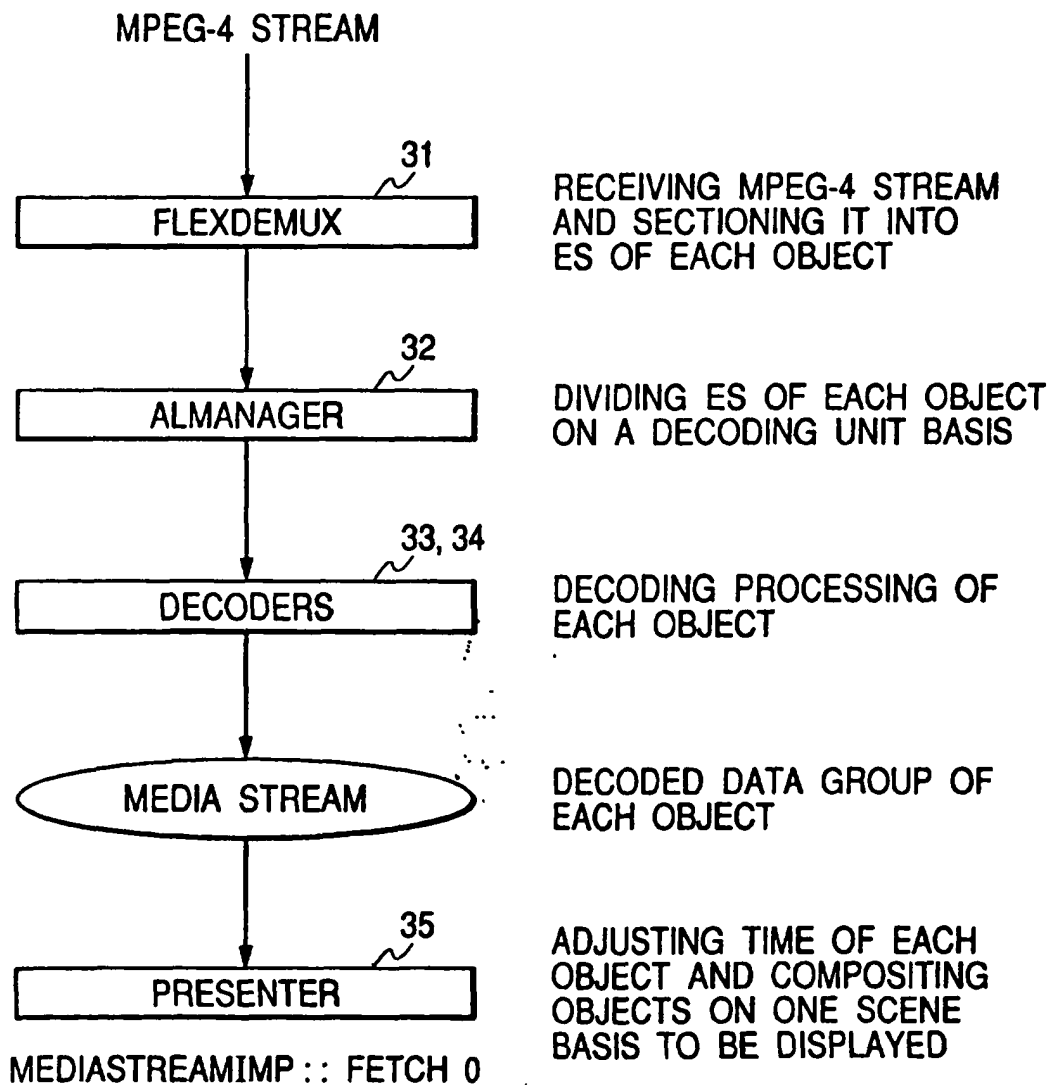 MPEG-4 STREAM
31
FLEXDEMUX
RECEIVING MPEG-4 STREAM
AND SECTIONING IT INTO
ES OF EACH OBJECT
32
ALMANAGER
DIVIDING ES OF EACH OBJECT
ON A DECODING UNIT BASIS
33, 34
DECODERS
DECODING PROCESSING OF
EACH OBJECT
MEDIA STREAM
DECODED DATA GROUP OF
EACH OBJECT
35
PRESENTER
ADJUSTING TIME OF EACH
OBJECT AND COMPOSITING
OBJECTS ON ONE SCENE
BASIS TO BE DISPLAYED
MEDIASTREAMIMP :: FETCH 0